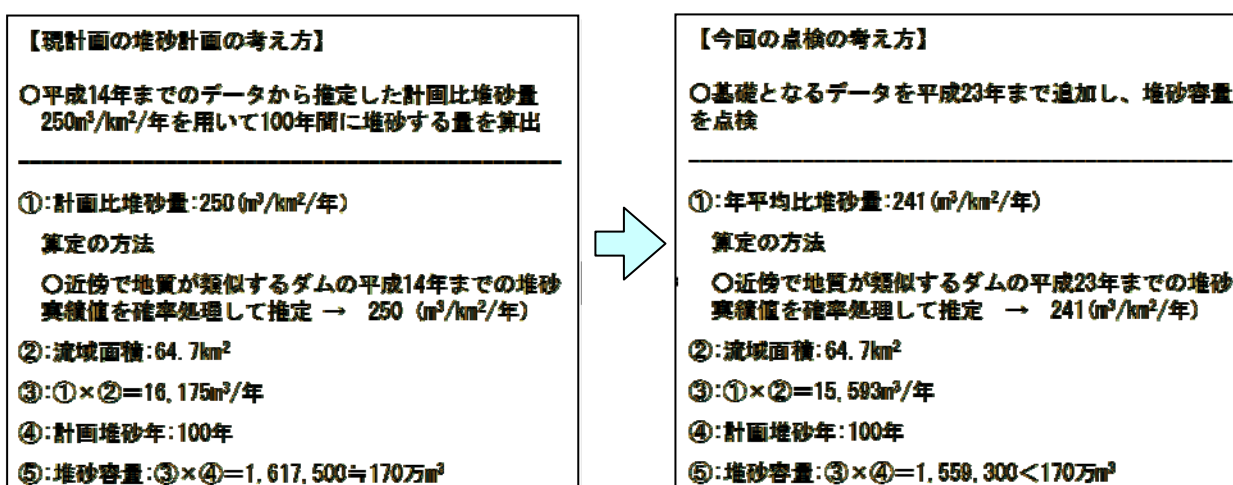 【現計画の堆砂計画の考え方】
〇平成14年までのデータから推定した計画比堆砂量
250m³/km²/年を用いて100年間に堆砂する量を算出
①:計画比堆砂量:250(m³/km²/年)
算定の方法
〇近傍で地質が類似するダムの平成14年までの堆砂
実績値を確率処理して推定 → 250 (m³/km²/年)
②:流域面積:64.7km²
③:①×②=16,175m³/年
④:計画堆砂年:100年
⑤:堆砂容量:③×④=1,617,500≒170万m³
【今回の点検の考え方】
〇基礎となるデータを平成23年まで追加し、堆砂容量
を点検
①:年平均比堆砂量:241(m³/km²/年)
算定の方法
〇近傍で地質が類似するダムの平成23年までの堆砂
実績値を確率処理して推定 → 241(m³/km²/年)
②:流域面積:64.7km²
③:①×②=15,593m³/年
④:計画堆砂年:100年
⑤:堆砂容量:③×④=1,559,300<170万m³